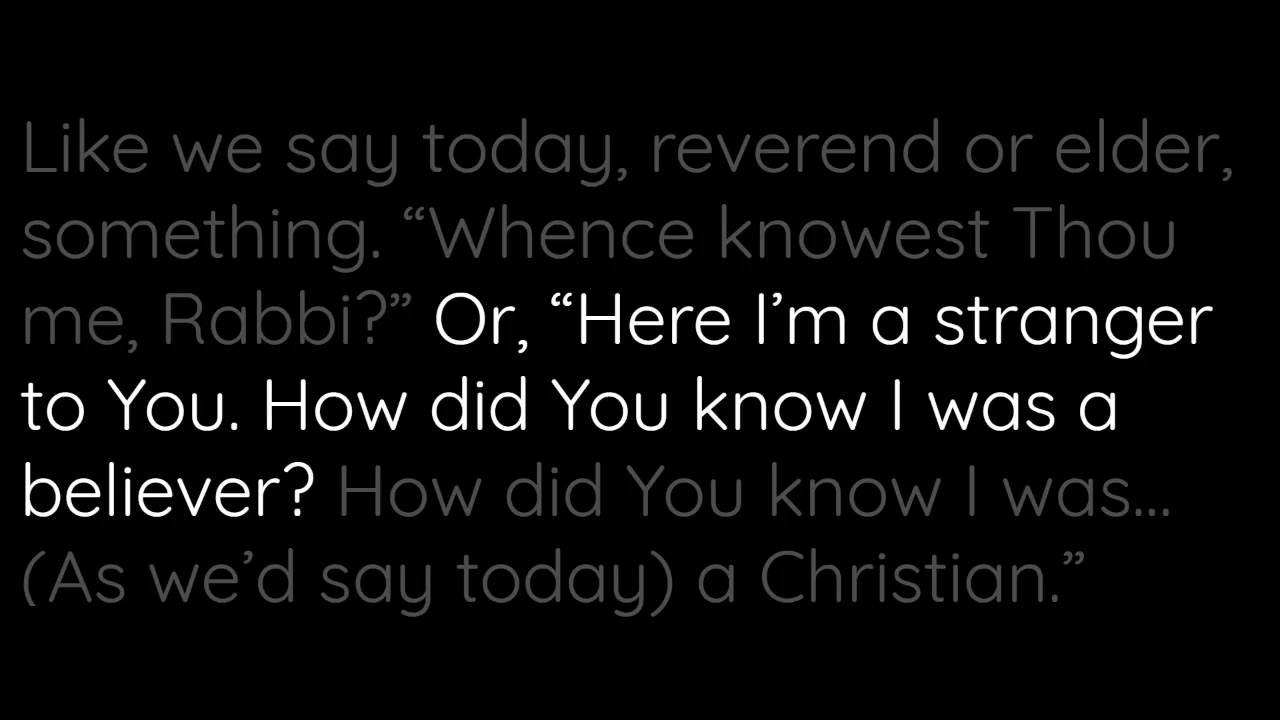 Like we say today, reverend or elder,
something. “Whence knowest Thou
me, Rabbi?” Or, “Here I’m a stranger
to You. How did You know I was a
believer? How did You know I was...
(As we’d say today) a Christian.”